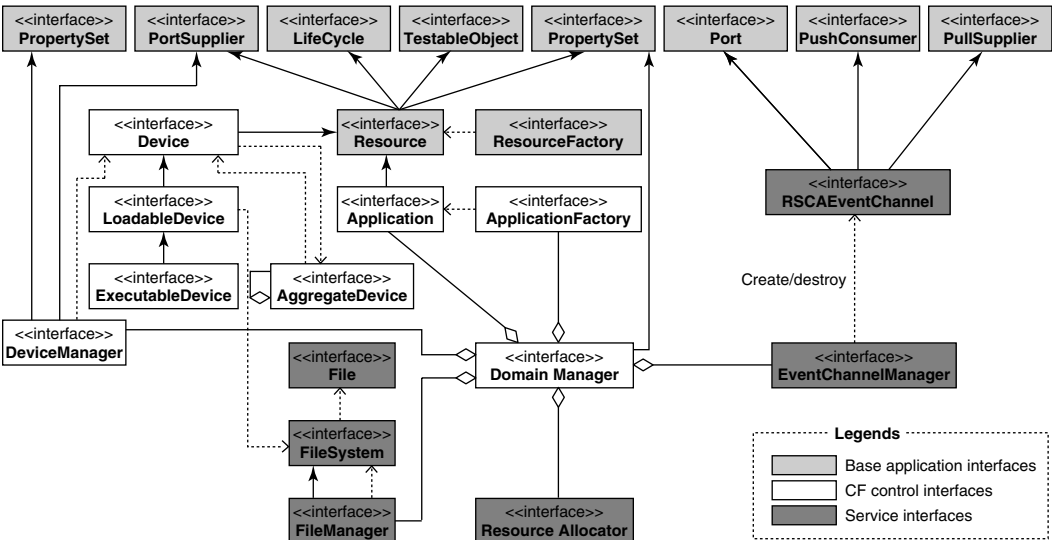 <<interface>>
PropertySet
<<interface>>
PortSupplier
<<interface>>
LifeCycle
<<interface>>
TestableObject
<<interface>>
PropertySet
<<interface>>
Port
<<interface>>
PushConsumer
<<interface>>
PullSupplier
<<interface>>
Device
<<interface>>
Resource
<<interface>>
ResourceFactory
<<interface>>
RSCAEventChannel
<<interface>>
LoadableDevice
<<interface>>
Application
<<interface>>
ApplicationFactory
<<interface>>
ExecutableDevice
<<interface>>
AggregateDevice
Create/destroy
<<interface>>
DeviceManager
<<interface>>
File
<<interface>>
Domain Manager
<<interface>>
EventChannelManager
<<interface>>
FileSystem
<<interface>>
FileManager
<<interface>>
Resource Allocator
Legends
Base application interfaces
CF control interfaces
Service interfaces